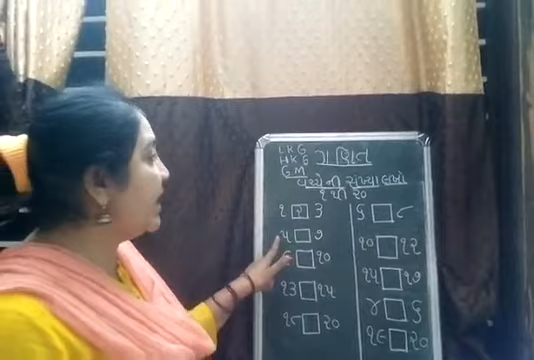 LKG
HKG ગણિત
GM
વચ્ચેની સંખ્યા લખો
૧ થી ૨૦
૧ ૨ ૩
૫ ૭
૧૦
૧૩ ૧૫
૧૮ ૨૦
૬ ૮
૧૦ ૧૨
૧૫ ૧૭
૪ ૬
૨૦